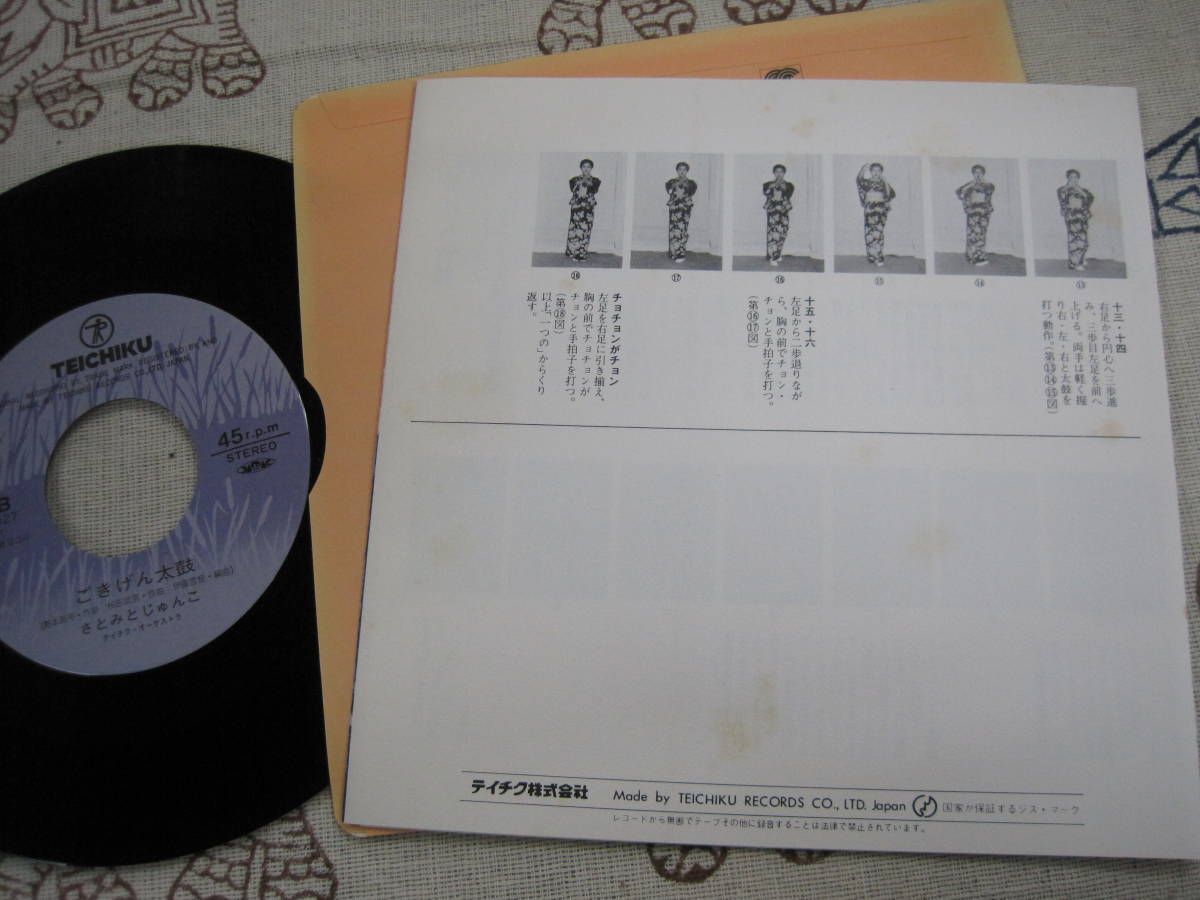 TEICHIKU
45 r.p.m
STEREO
B
ごきげん太鼓
さとみとじゅんこ
テイチク・オーケストラ
⑱
⑰
⑯
⑮
⑭
⑬
十三・十四
右足から円心へ三歩進
み、三歩目左足を前へ
上げる。両手は軽く握
り右・左・右と太鼓を
打つ動作。(第⑬⑭⑮図)
十五・十六
左足から二歩退りなが
ら、胸の前でチョン・
チョンと手拍子を打つ。
(第⑯⑰図)
チョチョンがチョン
左足を右足に引き揃え、
胸の前でチョチョンが
チョンと手拍子を打つ。
(第⑱図)
以上、「一つの」からくり
返す。
テイチク株式会社 Made by TEICHIKU RECORDS CO., LTD. Japan 国家が保証するジス・マーク
レコードから無断でテープその他に録音することは法律で禁止されています。